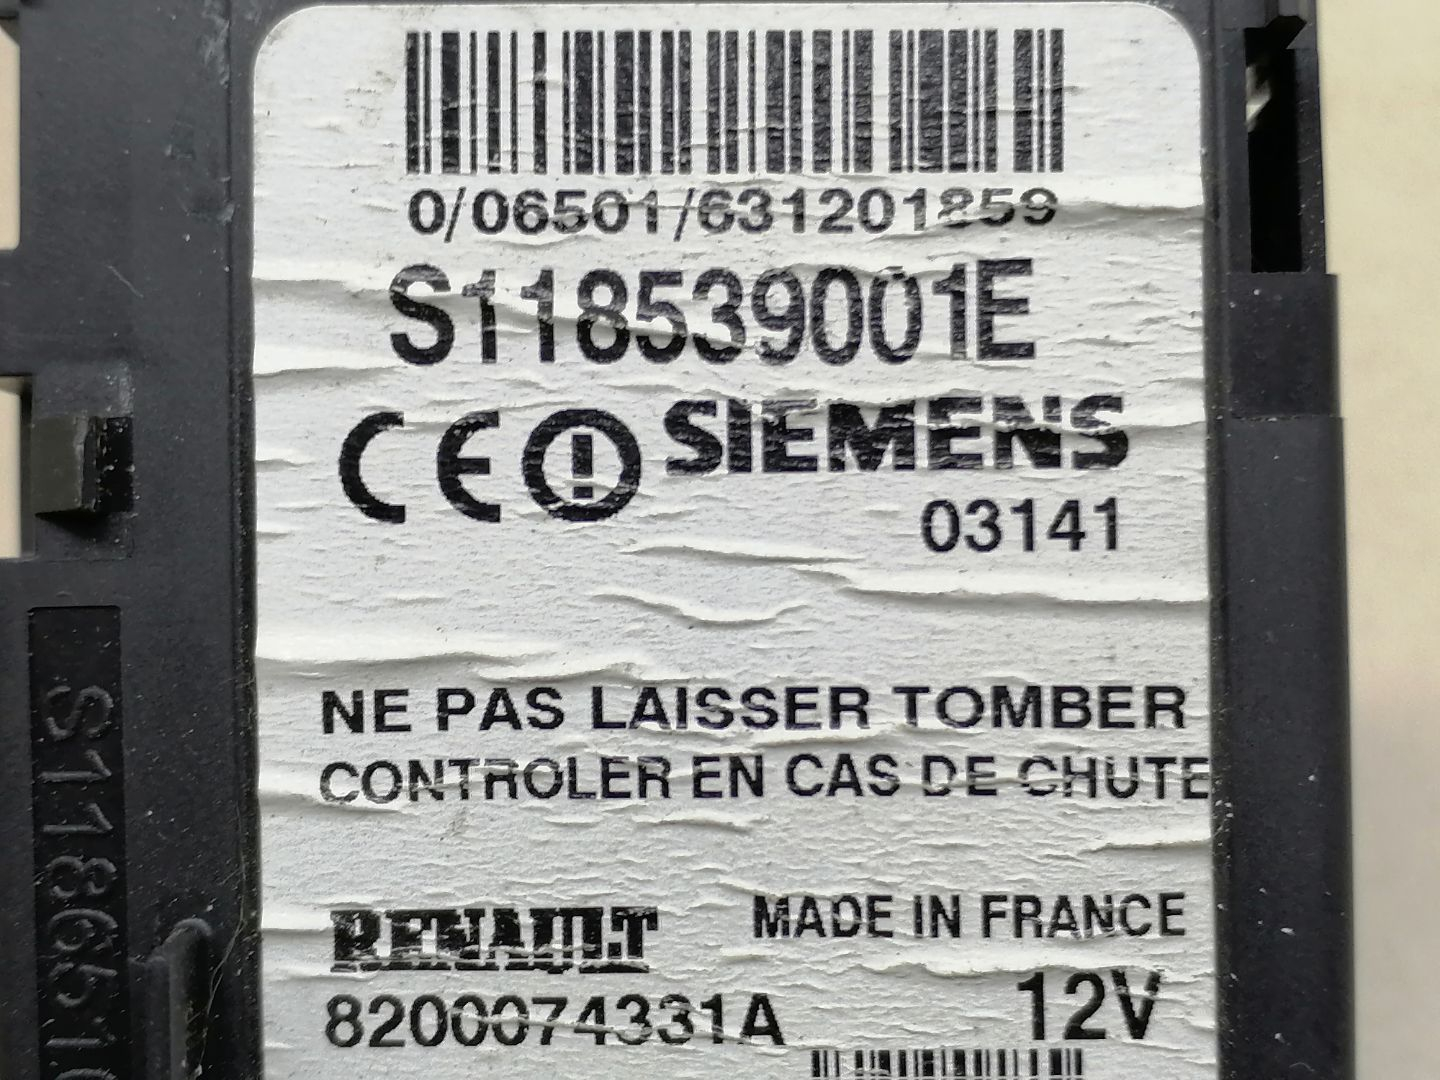 0/06501/631201859
S118539001E
CE SIEMENS
03141
NE PAS LAISSER TOMBER
CONTROLER EN CAS DE CHUTE
RENAULT MADE IN FRANCE
8200074331A 12V